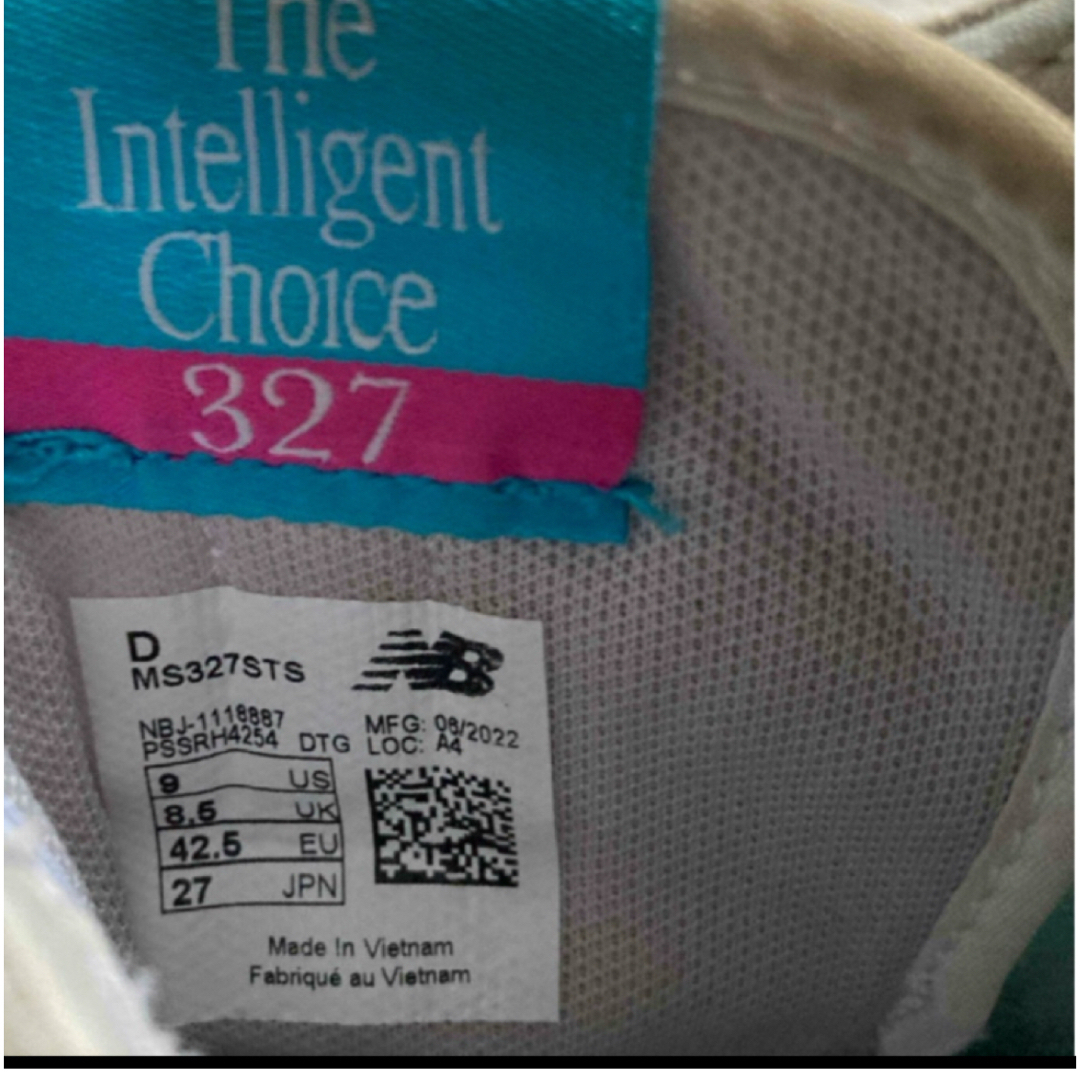 The
Intelligent
Choice
327
D
MS327STS
NBJ-1118887
PSSRH4254 DTG
MFG: 08/2022
LOC: A4
9 US
8.5 UK
42.5 EU
27 JPN
Made In Vietnam
Fabriqué au Vietnam